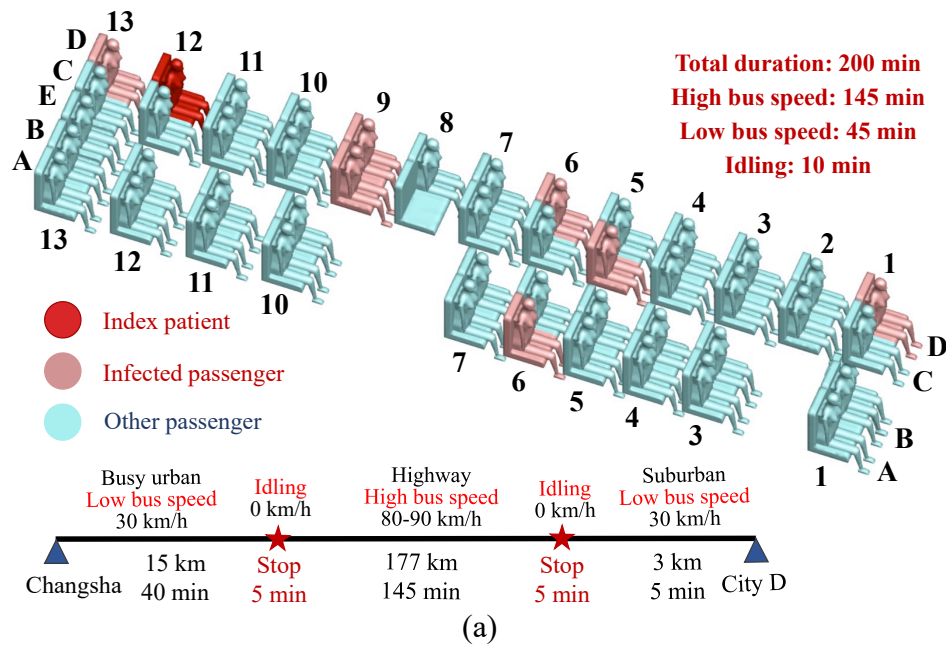 13
D
12
C
11
E
10
B
9
A
8
7
6
5
4
3
2
1
D
C
B
A
13
12
11
10
7
6
5
4
3
1
Total duration: 200 min
High bus speed: 145 min
Low bus speed: 45 min
Idling: 10 min
Index patient
Infected passenger
Other passenger
Busy urban
Low bus speed
30 km/h
Idling
0 km/h
Highway
High bus speed
80-90 km/h
Idling
0 km/h
Suburban
Low bus speed
30 km/h
Changsha
15 km
40 min
Stop
5 min
177 km
145 min
Stop
5 min
3 km
5 min
City D
(a)